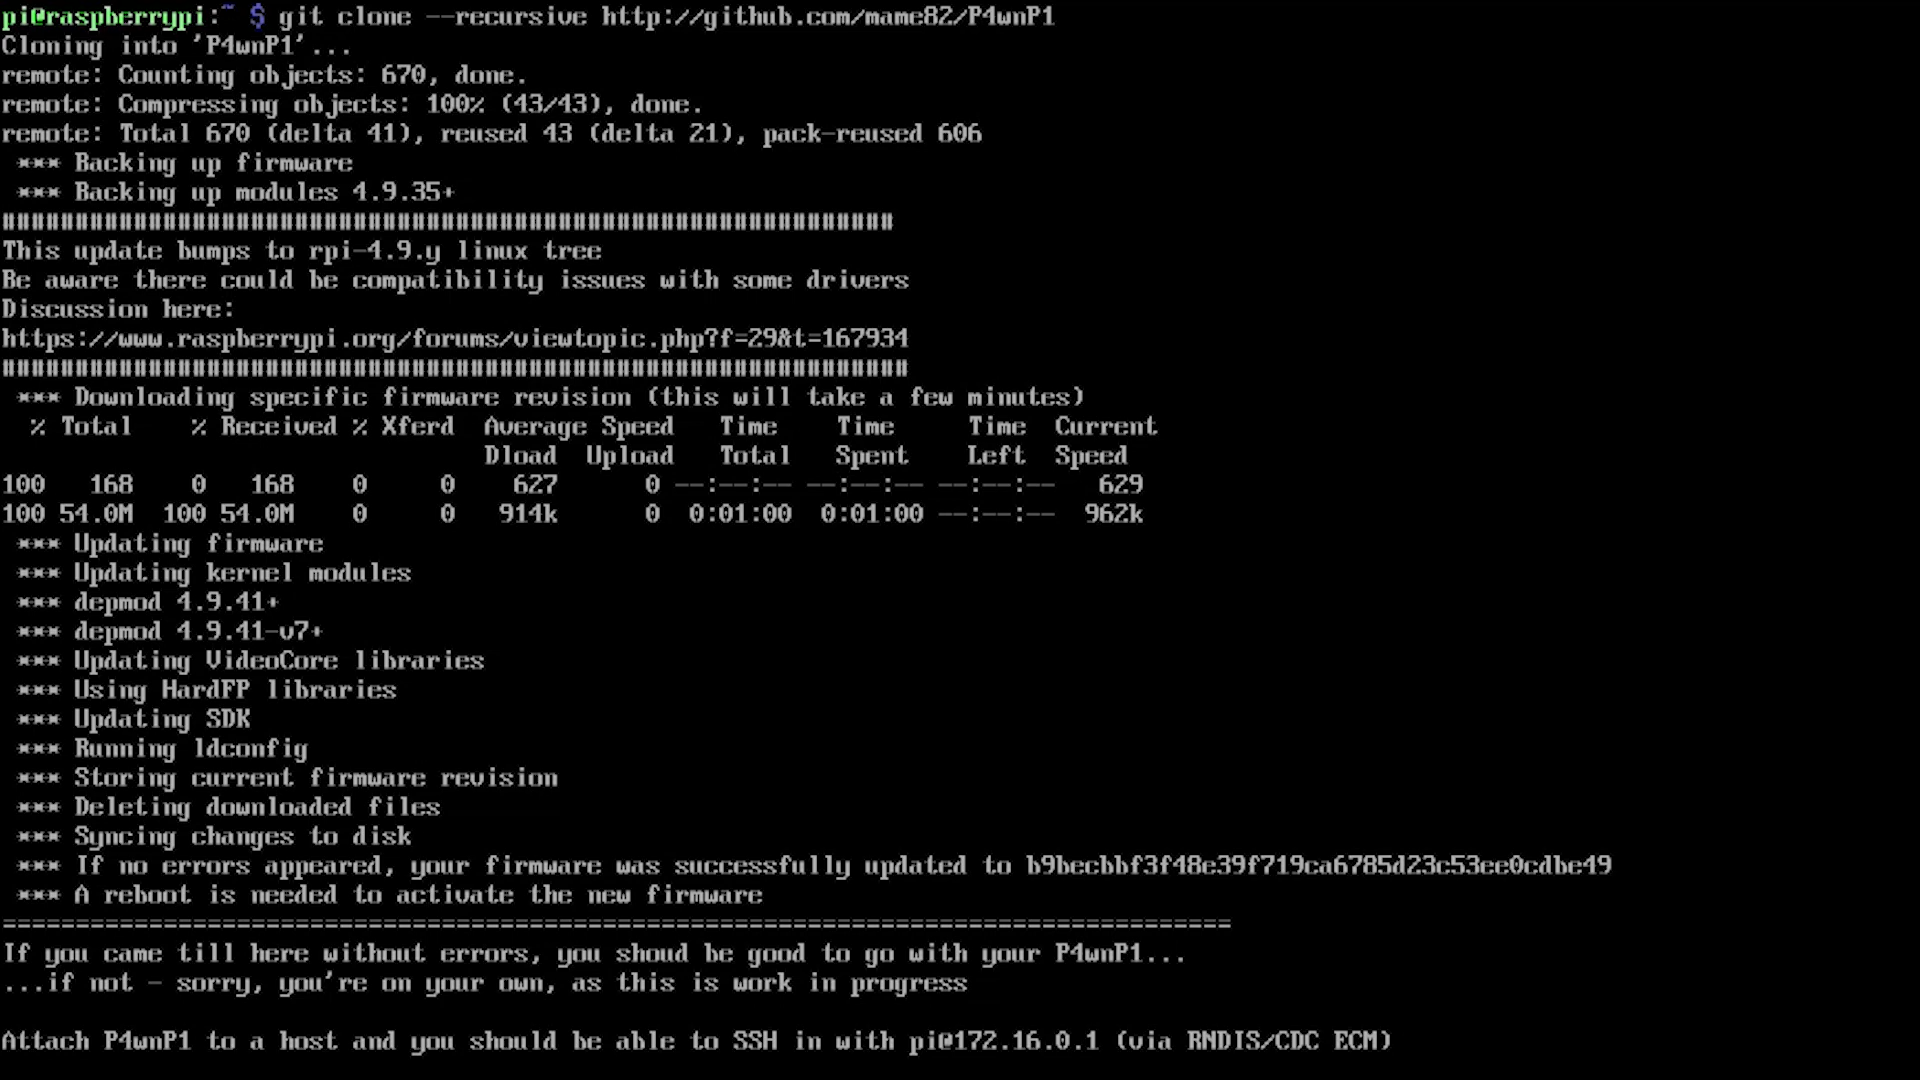 pi@raspberrypi:~ $ git clone --recursive http://github.com/mame82/P4wnP1
Cloning into 'P4wnP1'...
remote: Counting objects: 670, done.
remote: Compressing objects: 100% (43/43), done.
remote: Total 670 (delta 41), reused 43 (delta 21), pack-reused 606
 *** Backing up firmware
 *** Backing up modules 4.9.35+
#############################################################
This update bumps to rpi-4.9.y linux tree
Be aware there could be compatibility issues with some drivers
Discussion here:
https://www.raspberrypi.org/forums/viewtopic.php?f=29&t=167934
##############################################################
 *** Downloading specific firmware revision (this will take a few minutes)
  % Total    % Received % Xferd  Average Speed   Time    Time       Time  Current
                                 Dload  Upload   Total   Spent    Left  Speed
100   168    0   168    0     0    627      0 --:--:-- --:--:-- --:--:--   629
100 54.0M  100 54.0M    0     0   914k      0  0:01:00  0:01:00 --:--:--  962k
 *** Updating firmware
 *** Updating kernel modules
 *** depmod 4.9.41+
 *** depmod 4.9.41-v7+
 *** Updating VideoCore libraries
 *** Using HardFP libraries
 *** Updating SDK
 *** Running ldconfig
 *** Storing current firmware revision
 *** Deleting downloaded files
 *** Syncing changes to disk
 *** If no errors appeared, your firmware was successfully updated to b9becbbf3f48e39f719ca6785d23c53ee0cdbe49
 *** A reboot is needed to activate the new firmware
====================================================================================
If you came till here without errors, you shoud be good to go with your P4wnP1...
...if not - sorry, you're on your own, as this is work in progress
Attach P4wnP1 to a host and you should be able to SSH in with pi@172.16.0.1 (via RNDIS/CDC ECM)